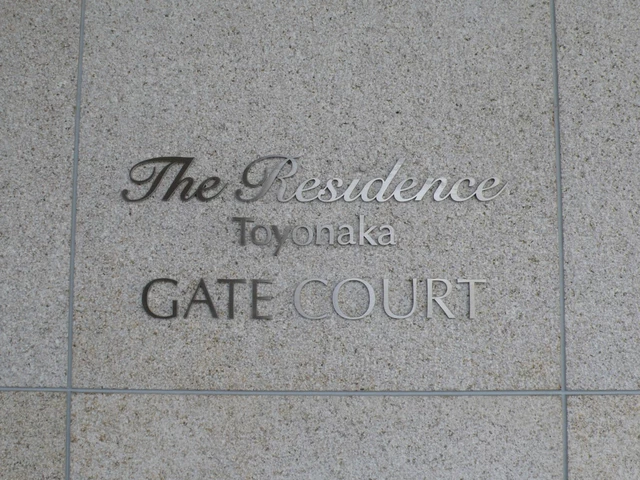 The Residence
Toyonaka
GATE COURT